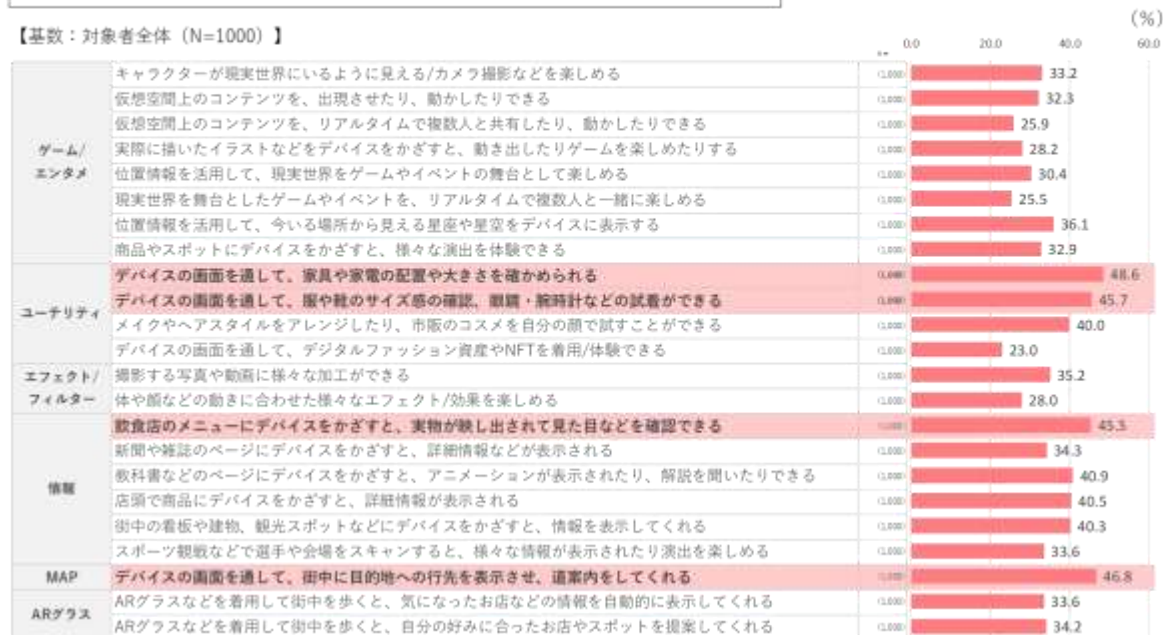 (%)
【基数：対象者全体（N=1000）】
0.0 20.0 40.0 60.0
ゲーム/
エンタメ
キャラクターが現実世界にいるように見える/カメラ撮影などを楽しめる (1,000) 33.2
仮想空間上のコンテンツを、出現させたり、動かしたりできる (1,000) 32.3
仮想空間上のコンテンツを、リアルタイムで複数人と共有したり、動かしたりできる (1,000) 25.9
実際に描いたイラストなどをデバイスをかざすと、動き出したりゲームを楽しめたりする (1,000) 28.2
位置情報を活用して、現実世界をゲームやイベントの舞台として楽しめる (1,000) 30.4
現実世界を舞台としたゲームやイベントを、リアルタイムで複数人と一緒に楽しめる (1,000) 25.5
位置情報を活用して、今いる場所から見える星座や星空をデバイスに表示する (1,000) 36.1
商品やスポットにデバイスをかざすと、様々な演出を体験できる (1,000) 32.9
ユーテリティ
デバイスの画面を通して、家具や家電の配置や大きさを確かめられる (1,000) 48.6
デバイスの画面を通して、服や靴のサイズ感の確認、眼鏡・腕時計などの試着ができる (1,000) 45.7
メイクやヘアスタイルをアレンジしたり、市販のコスメを自分の顔で試すことができる (1,000) 40.0
デバイスの画面を通して、デジタルファッション資産やNFTを着用/体験できる (1,000) 23.0
エフェクト/
フィルター
撮影する写真や動画に様々な加工ができる (1,000) 35.2
体や顔などの動きに合わせた様々なエフェクト/効果を楽しめる (1,000) 28.0
情報
飲食店のメニューにデバイスをかざすと、実物が映し出されて見た目などを確認できる 45.3
新聞や雑誌のページにデバイスをかざすと、詳細情報などが表示される (1,000) 34.3
教科書などのページにデバイスをかざすと、アニメーションが表示されたり、解説を聞いたりできる (1,000) 40.9
店頭で商品にデバイスをかざすと、詳細情報が表示される (1,000) 40.5
街中の看板や建物、観光スポットなどにデバイスをかざすと、情報を表示してくれる (1,000) 40.3
スポーツ観戦などで選手や会場をスキャンすると、様々な情報が表示されたり演出を楽しめる (1,000) 33.6
MAP
デバイスの画面を通して、街中に目的地への行先を表示させ、道案内をしてくれる 46.8
ARグラス
ARグラスなどを着用して街中を歩くと、気になったお店などの情報を自動的に表示してくれる (1,000) 33.6
ARグラスなどを着用して街中を歩くと、自分の好みに合ったお店やスポットを提案してくれる (1,000) 34.2